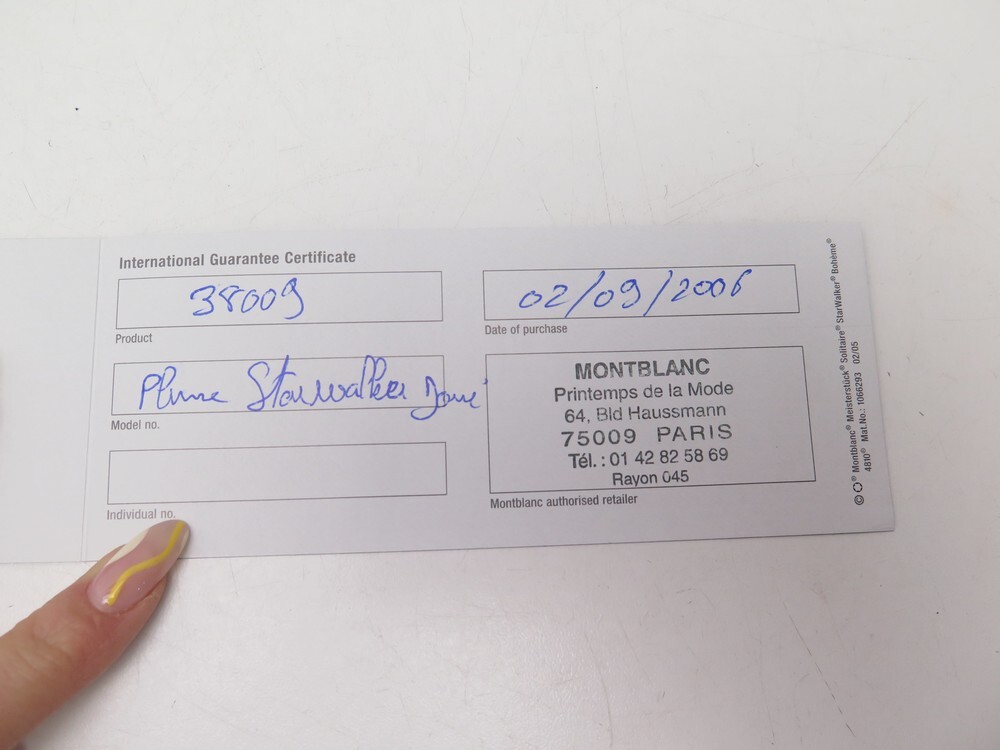 International Guarantee Certificate
38009
Product
Plume Starwalker Doué
Model no.
Individual no.
02/09/2006
Date of purchase
MONTBLANC
Printemps de la Mode
64, Bld Haussmann
75009 PARIS
Tél. : 01 42 82 58 69
Rayon 045
Montblanc authorised retailer
© ® Montblanc® Meisterstück® Solitaire® StarWalker® Bohème®
4810® Mat.No.: 1066293 02/05